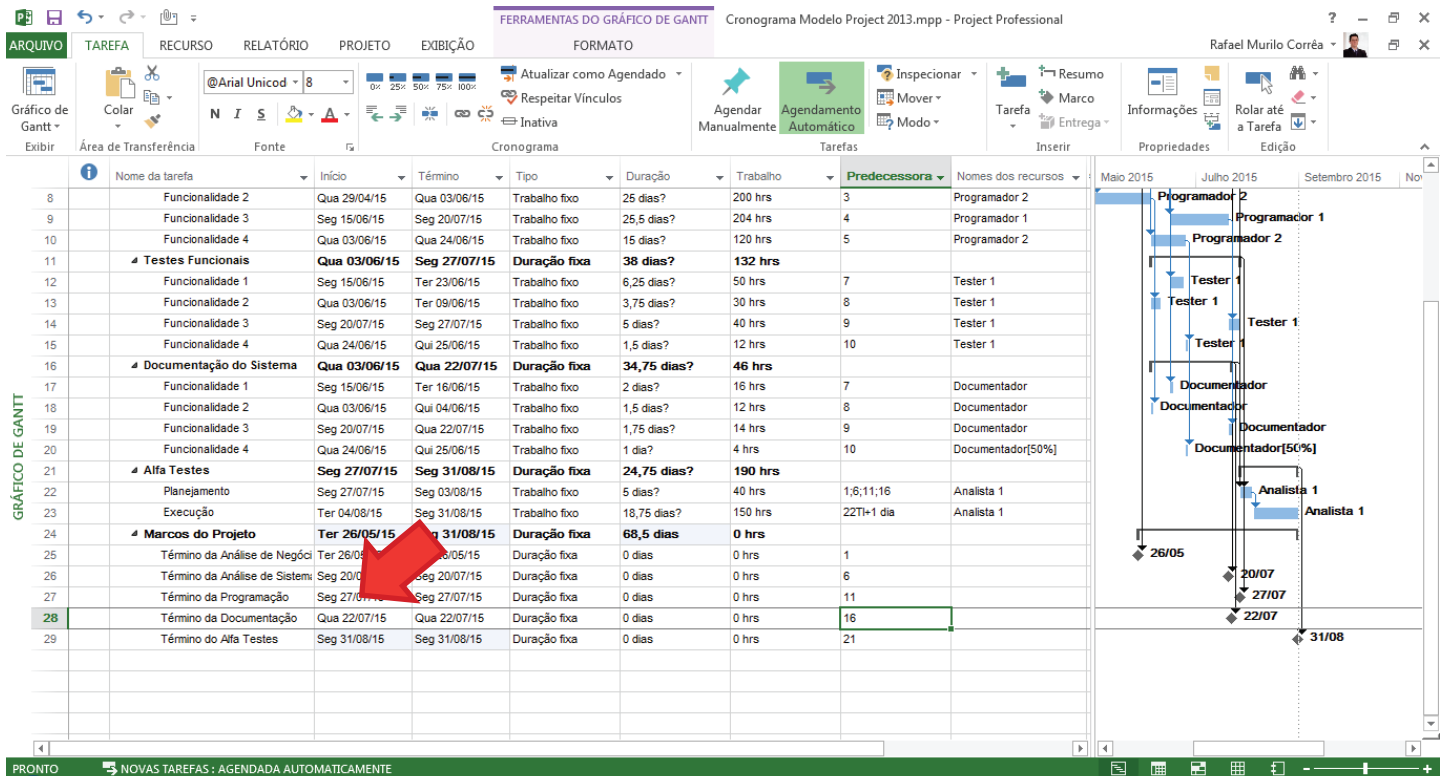 FERRAMENTAS DO GRÁFICO DE GANTT Cronograma Modelo Project 2013.mpp - Project Professional ?
ARQUIVO TAREFA RECURSO RELATÓRIO PROJETO EXIBIÇÃO FORMATO Rafael Murilo Corrêa
Gráfico de Gantt
Exibir
Colar
Área de Transferência
@Arial Unicod 8
N I S A
Fonte
0% 25% 50% 75% 100%
Atualizar como Agendado
Respeitar Vínculos
Inativa
Cronograma
Agendar Manualmente
Agendamento Automático
Inspecionar
Mover
Modo
Tarefas
Tarefa
Resumo
Marco
Entrega
Inserir
Informações
Propriedades
Rolar até a Tarefa
Edição
Nome da tarefa Início Término Tipo Duração Trabalho Predecessora Nomes dos recursos Maio 2015 Julho 2015 Setembro 2015
8 Funcionalidade 2 Qua 29/04/15 Qua 03/06/15 Trabalho fixo 25 dias? 200 hrs 3 Programador 2 Programador 2
9 Funcionalidade 3 Seg 15/06/15 Seg 20/07/15 Trabalho fixo 25,5 dias? 204 hrs 4 Programador 1 Programador 1
10 Funcionalidade 4 Qua 03/06/15 Qua 24/06/15 Trabalho fixo 15 dias? 120 hrs 5 Programador 2 Programador 2
11 Testes Funcionais Qua 03/06/15 Seg 27/07/15 Duração fixa 38 dias? 132 hrs
12 Funcionalidade 1 Seg 15/06/15 Ter 23/06/15 Trabalho fixo 6,25 dias? 50 hrs 7 Tester 1 Tester 1
13 Funcionalidade 2 Qua 03/06/15 Ter 09/06/15 Trabalho fixo 3,75 dias? 30 hrs 8 Tester 1 Tester 1
14 Funcionalidade 3 Seg 20/07/15 Seg 27/07/15 Trabalho fixo 5 dias? 40 hrs 9 Tester 1 Tester 1
15 Funcionalidade 4 Qua 24/06/15 Qui 25/06/15 Trabalho fixo 1,5 dias? 12 hrs 10 Tester 1 Tester 1
16 Documentação do Sistema Qua 03/06/15 Qua 22/07/15 Duração fixa 34,75 dias? 46 hrs
17 Funcionalidade 1 Seg 15/06/15 Ter 16/06/15 Trabalho fixo 2 dias? 16 hrs 7 Documentador Documentador
18 Funcionalidade 2 Qua 03/06/15 Qui 04/06/15 Trabalho fixo 1,5 dias? 12 hrs 8 Documentador Documentador
19 Funcionalidade 3 Seg 20/07/15 Qua 22/07/15 Trabalho fixo 1,75 dias? 14 hrs 9 Documentador Documentador
20 Funcionalidade 4 Qua 24/06/15 Qui 25/06/15 Trabalho fixo 1 dia? 4 hrs 10 Documentador[50%] Documentador[50%]
21 Alfa Testes Seg 27/07/15 Seg 31/08/15 Duração fixa 24,75 dias? 190 hrs
22 Planejamento Seg 27/07/15 Seg 03/08/15 Trabalho fixo 5 dias? 40 hrs 1;6;11;16 Analista 1 Analista 1
23 Execução Ter 04/08/15 Seg 31/08/15 Trabalho fixo 18,75 dias? 150 hrs 22TI+1 dia Analista 1 Analista 1
24 Marcos do Projeto Ter 26/05/15 31/08/15 Duração fixa 68,5 dias 0 hrs
25 Término da Análise de Negóci Ter 26/05 /05/15 Duração fixa 0 dias 0 hrs 1 26/05
26 Término da Análise de Sistema Seg 20/0 Seg 20/07/15 Duração fixa 0 dias 0 hrs 6 20/07
27 Término da Programação Seg 27/07/15 Seg 27/07/15 Duração fixa 0 dias 0 hrs 11 27/07
28 Término da Documentação Qua 22/07/15 Qua 22/07/15 Duração fixa 0 dias 0 hrs 16 22/07
29 Término do Alfa Testes Seg 31/08/15 Seg 31/08/15 Duração fixa 0 dias 0 hrs 21 31/08
GRÁFICO DE GANTT
PRONTO NOVAS TAREFAS : AGENDADA AUTOMATICAMENTE